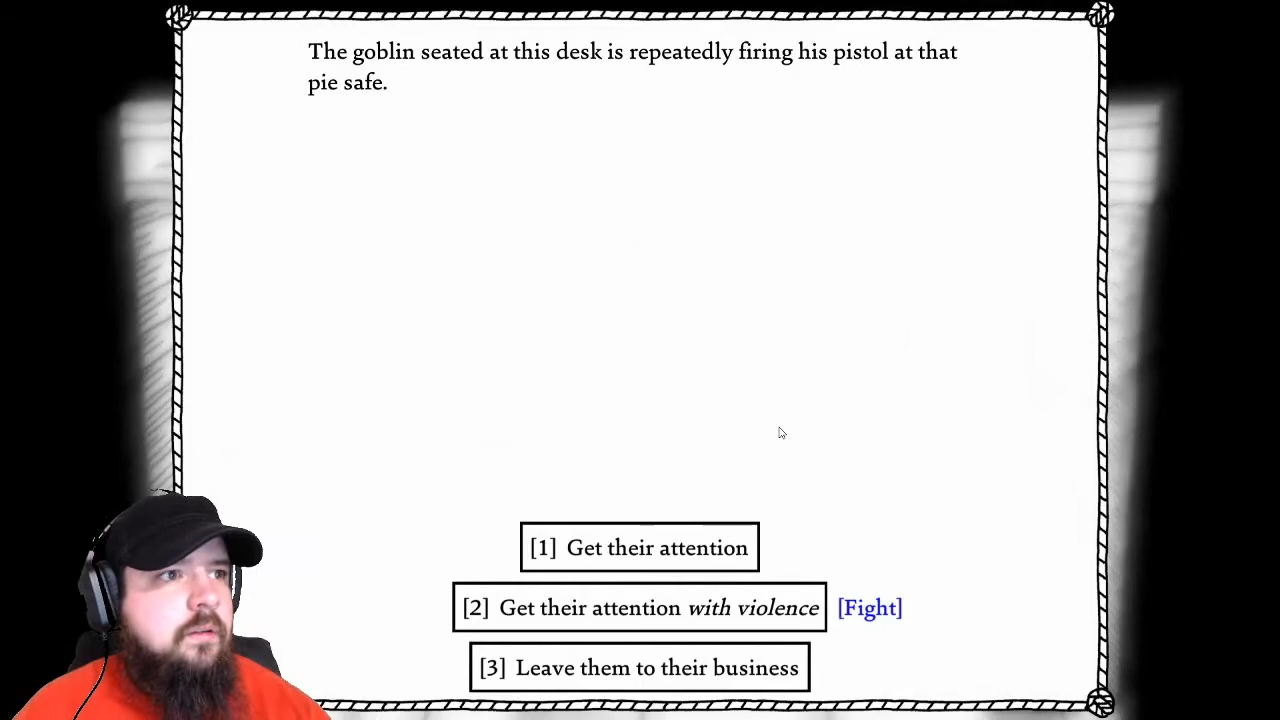 The goblin seated at this desk is repeatedly firing his pistol at that
pie safe.
[1] Get their attention
[2] Get their attention with violence [Fight]
[3] Leave them to their business